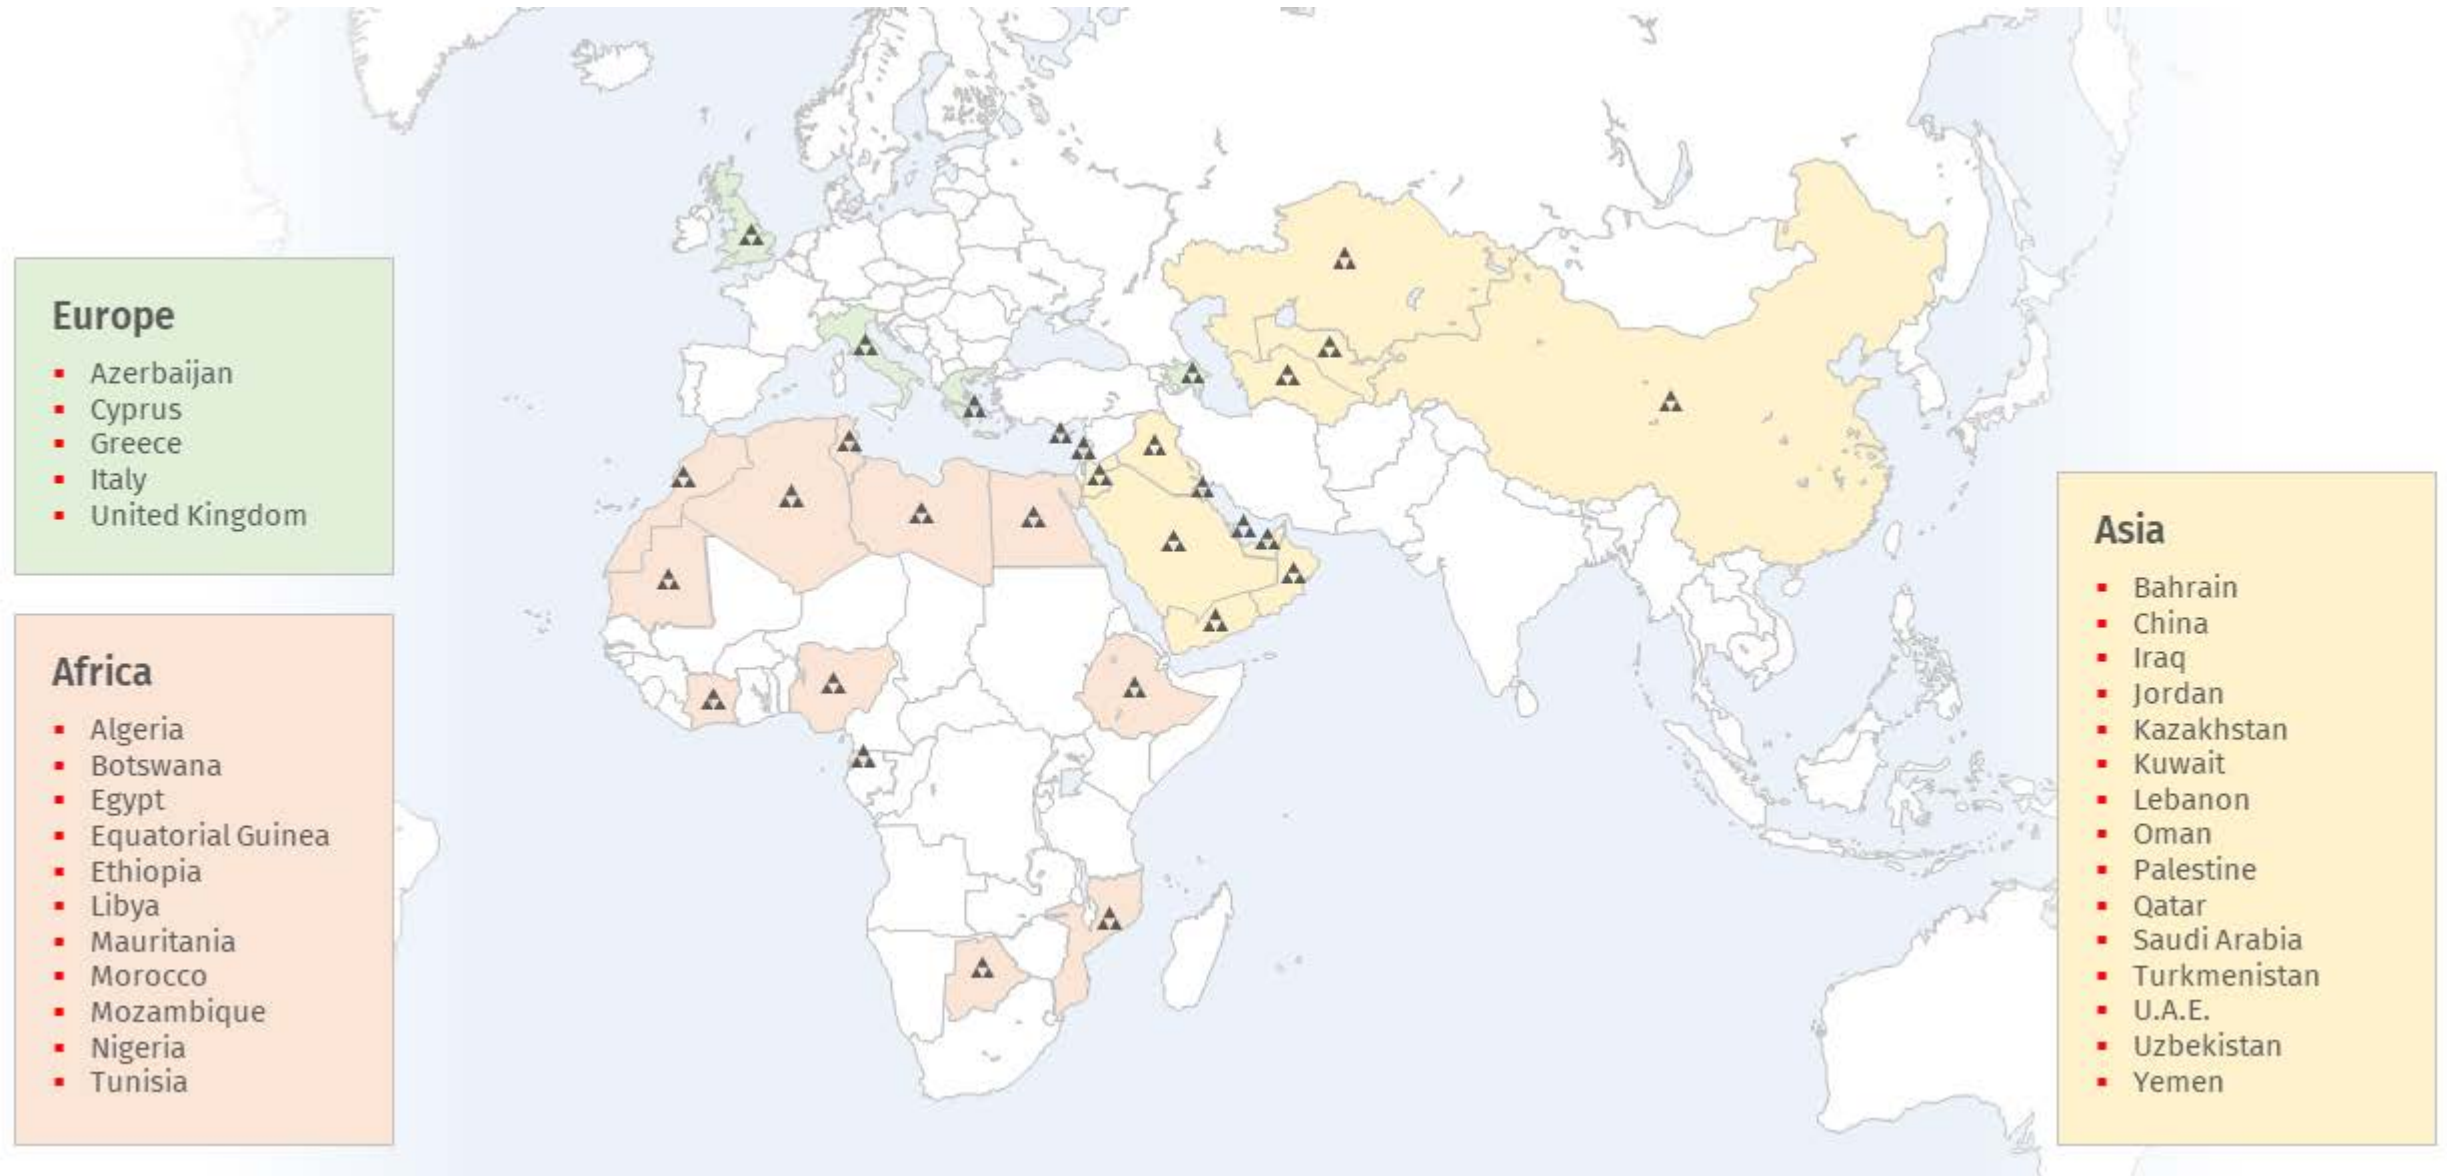 Europe
Azerbaijan
Cyprus
Greece
Italy
United Kingdom
Africa
Algeria
Botswana
Egypt
Equatorial Guinea
Ethiopia
Libya
Mauritania
Morocco
Mozambique
Nigeria
Tunisia
Asia
Bahrain
China
Iraq
Jordan
Kazakhstan
Kuwait
Lebanon
Oman
Palestine
Qatar
Saudi Arabia
Turkmenistan
U.A.E.
Uzbekistan
Yemen